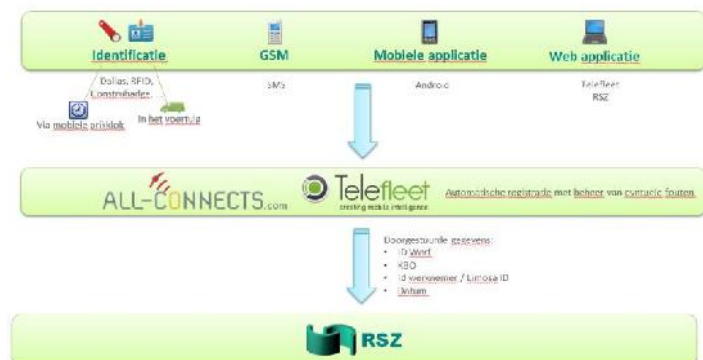 Identificatie
GSM
Mobiele applicatie
Web applicatie
Dallas, RFID,
Construbadge,
SMS
Android
Telefleet
RSZ
Via mobiele prikklok
In het voertuig
ALL-CONNECTS.com
Telefleet
creating mobile intelligence
Automatische registratie met beheer van eventuele fouten
Doorgestuurde gegevens:
• ID Werf
• KBO
• Id werknemer / Limosa ID
• Datum
RSZ